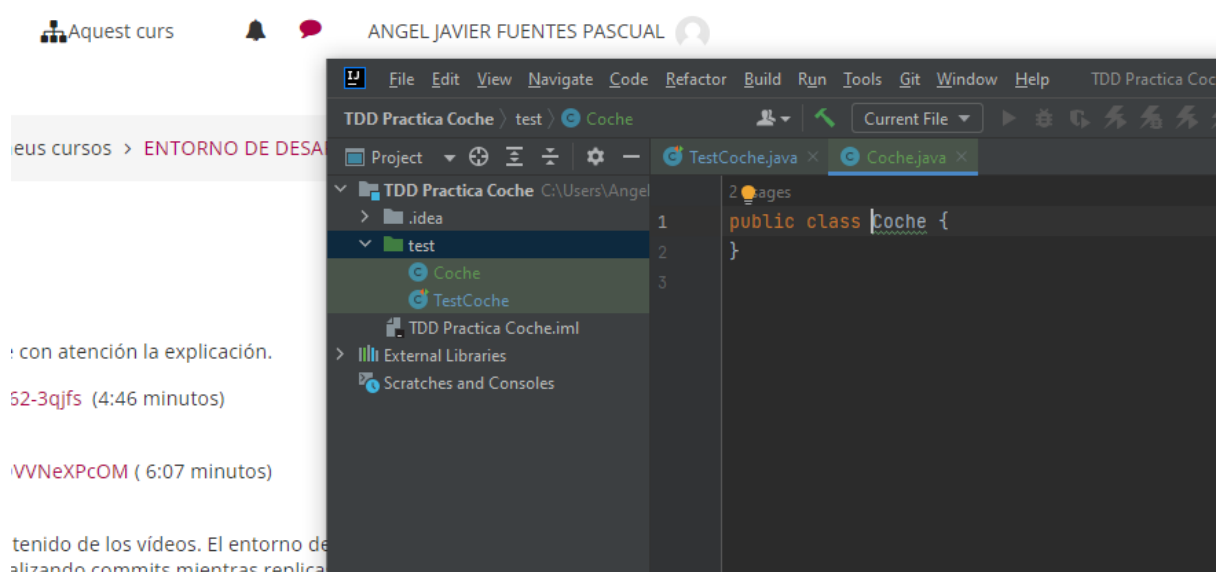 Aquest curs
ANGEL JAVIER FUENTES PASCUAL
File Edit View Navigate Code Refactor Build Run Tools Git Window Help TDD Practica Coc
TDD Practica Coche test Coche
Current File
eus cursos > ENTORNO DE DESA
Project
TestCoche.java
Coche.java
TDD Practica Coche C:\Users\Angel
.idea
test
Coche
TestCoche
TDD Practica Coche.iml
External Libraries
Scratches and Consoles
1 public class Coche {
2 }
3
con atención la explicación.
62-3qjfs (4:46 minutos)
VVNeXPcOM ( 6:07 minutos)
tenido de los vídeos. El entorno de
alizando commits mientras replica